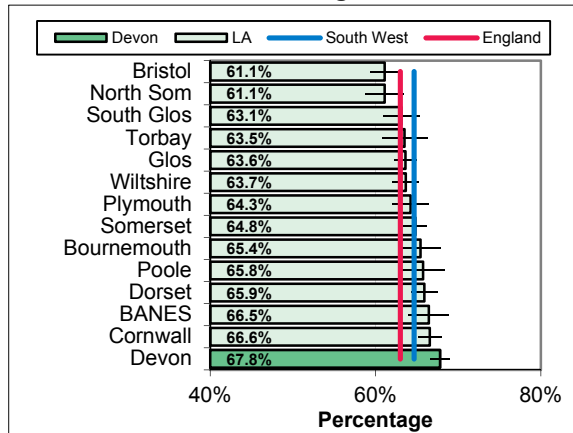 Devon LA South West England
Bristol 61.1%
North Som 61.1%
South Glos 63.1%
Torbay 63.5%
Glos 63.6%
Wiltshire 63.7%
Plymouth 64.3%
Somerset 64.8%
Bournemouth 65.4%
Poole 65.8%
Dorset 65.9%
BANES 66.5%
Cornwall 66.6%
Devon 67.8%
40% 60% 80%
Percentage